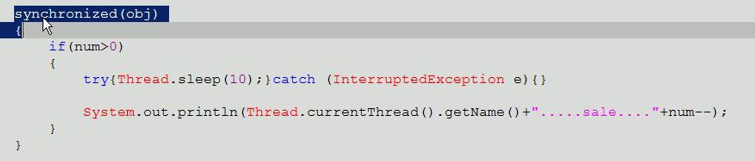 synchronized(obj)
{
if(num>0)
{
try{Thread.sleep(10);}catch (InterruptedException e){}
System.out.println(Thread.currentThread().getName()+".....sale...."+num--);
}
}